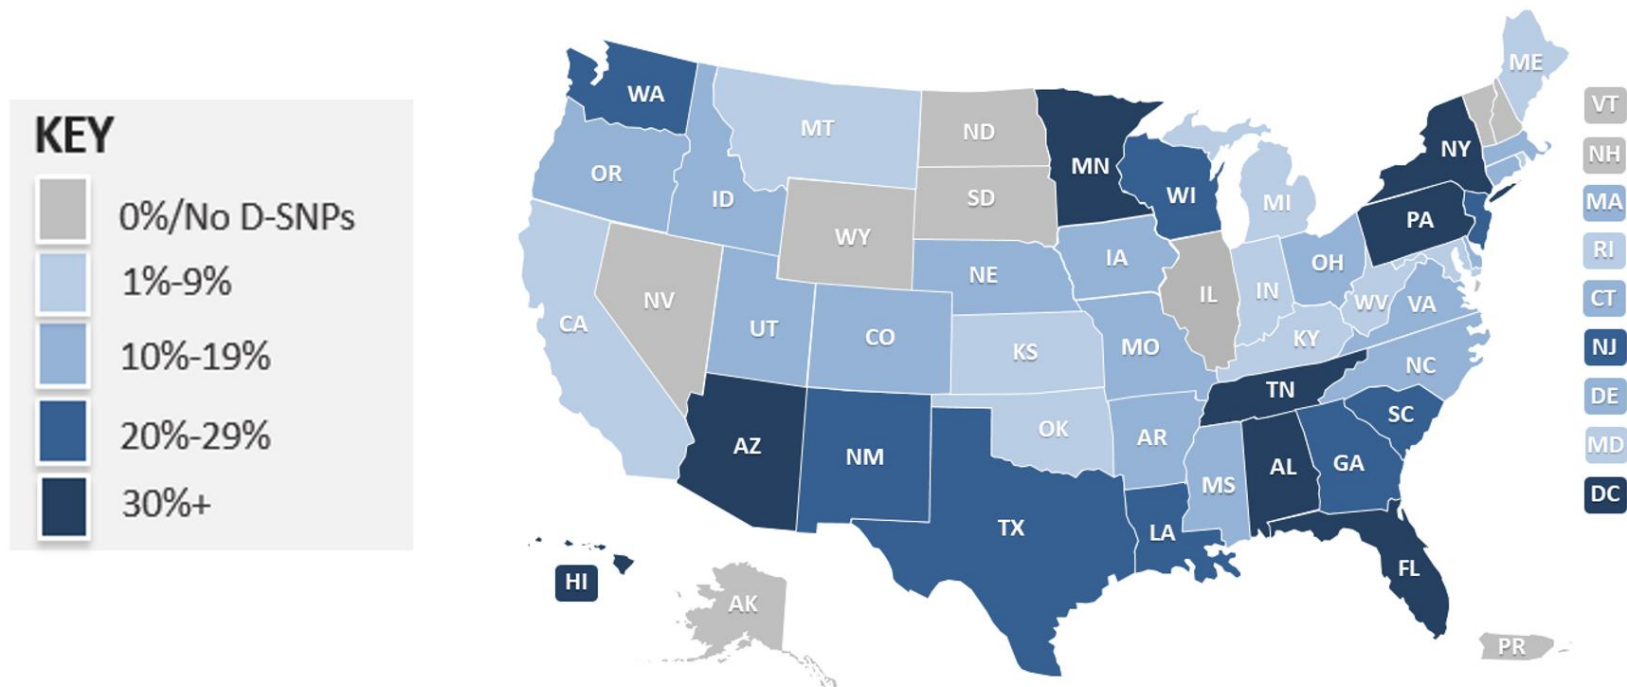 KEY
0%/No D-SNPs
1%-9%
10%-19%
20%-29%
30%+
WA
OR
ID
MT
ND
SD
WY
NV
CA
UT
CO
NE
KS
OK
AZ
NM
TX
MN
IA
MO
AR
LA
WI
IL
MI
IN
OH
KY
TN
MS
AL
GA
FL
SC
NC
VA
WV
PA
NY
ME
HI
AK
PR
VT
NH
MA
RI
CT
NJ
DE
MD
DC